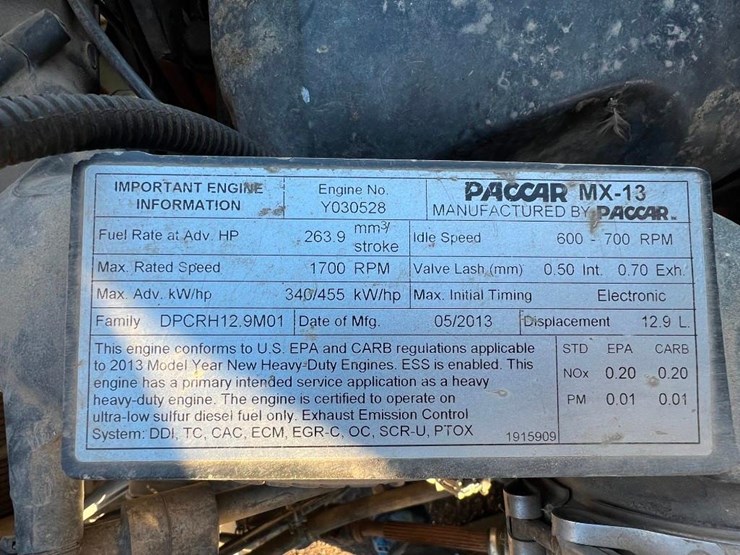 IMPORTANT ENGINE
INFORMATION
Engine No.
Y030528
PACCAR MX-13
MANUFACTURED BY PACCAR
Fuel Rate at Adv. HP 263.9 mm³/
stroke
Idle Speed 600 - 700 RPM
Max. Rated Speed 1700 RPM
Valve Lash (mm) 0.50 Int. 0.70 Exh.
Max. Adv. kW/hp 340/455 kW/hp
Max. Initial Timing Electronic
Family DPCRH12.9M01
Date of Mfg. 05/2013
Displacement 12.9 L.
This engine conforms to U.S. EPA and CARB regulations applicable
to 2013 Model Year New Heavy-Duty Engines. ESS is enabled. This
engine has a primary intended service application as a heavy
heavy-duty engine. The engine is certified to operate on
ultra-low sulfur diesel fuel only. Exhaust Emission Control
System: DDI, TC, CAC, ECM, EGR-C, OC, SCR-U, PTOX
1915909
STD EPA CARB
NOx 0.20 0.20
PM 0.01 0.01